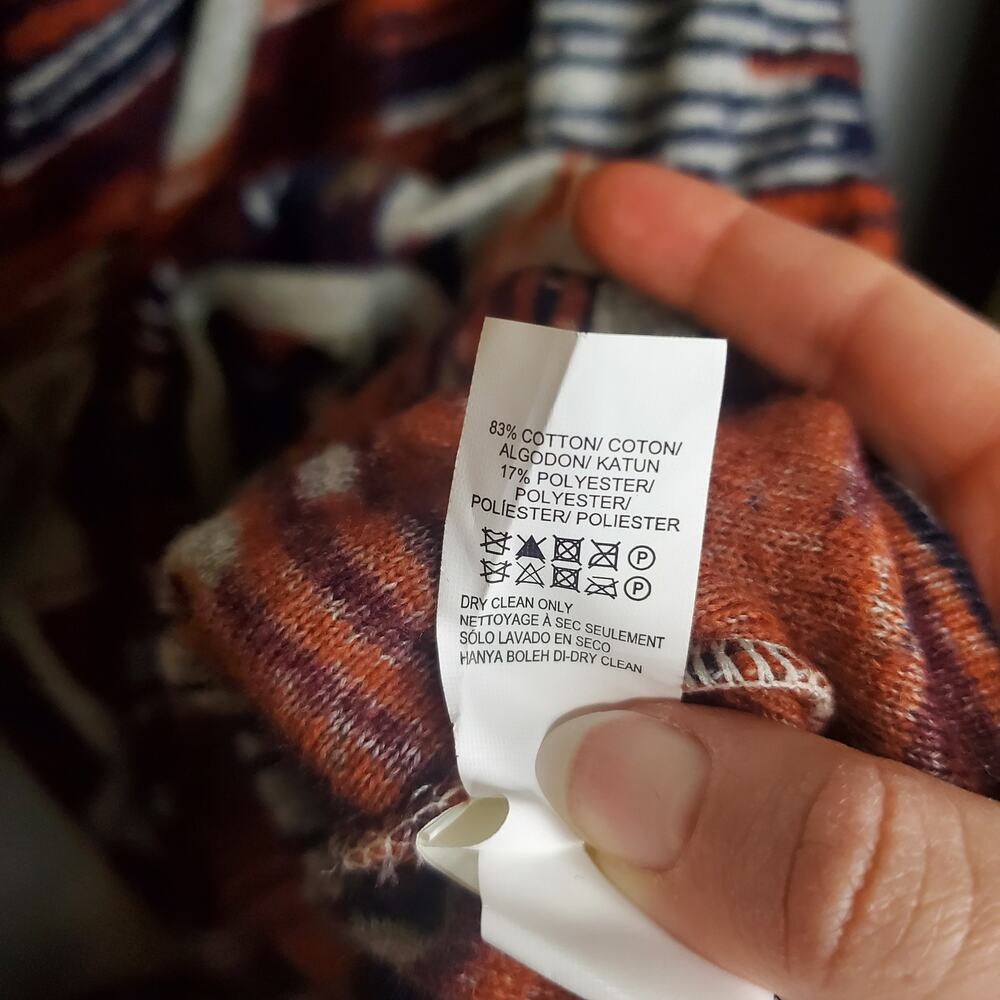 83% COTTON/ COTON/
ALGODON/ KATUN
17% POLYESTER/
POLYESTER/
POLÍESTER/ POLIESTER
P
P
DRY CLEAN ONLY
NETTOYAGE À SEC SEULEMENT
SÓLO LAVADO EN SECO
HANYA BOLEH DI-DRY CLEAN